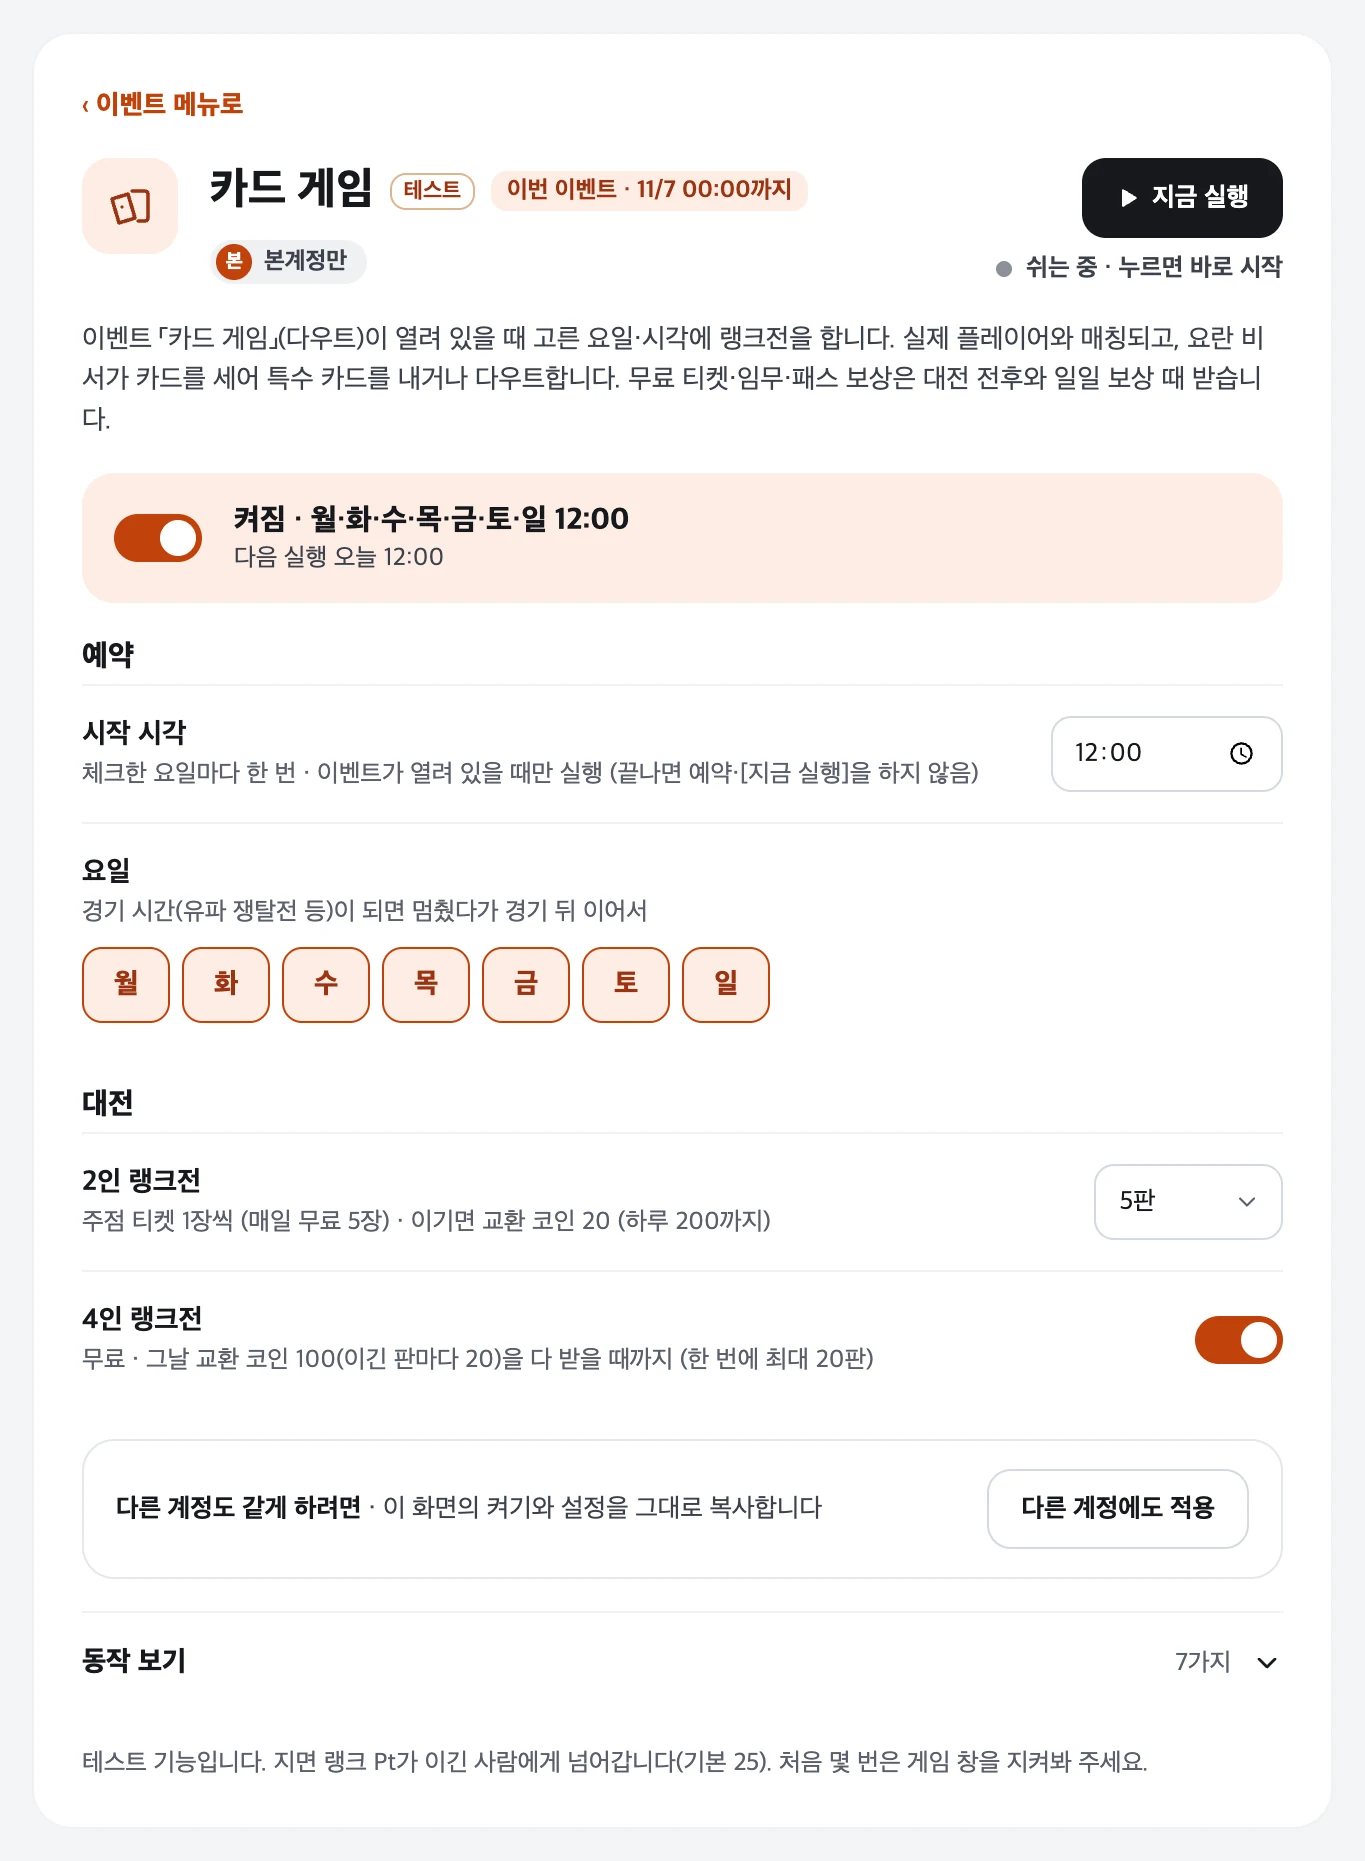 ‹ 이벤트 메뉴로
카드 게임 테스트 이번 이벤트 · 11/7 00:00까지
본 본계정만
▶ 지금 실행
쉬는 중 · 누르면 바로 시작
이벤트 「카드 게임」(다우트)이 열려 있을 때 고른 요일·시각에 랭크전을 합니다. 실제 플레이어와 매칭되고, 요란 비
서가 카드를 세어 특수 카드를 내거나 다우트합니다. 무료 티켓·임무·패스 보상은 대전 전후와 일일 보상 때 받습니
다.
켜짐 · 월·화·수·목·금·토·일 12:00
다음 실행 오늘 12:00
예약
시작 시각
체크한 요일마다 한 번 · 이벤트가 열려 있을 때만 실행 (끝나면 예약·[지금 실행]을 하지 않음)
12:00
요일
경기 시간(유파 쟁탈전 등)이 되면 멈췄다가 경기 뒤 이어서
월 화 수 목 금 토 일
대전
2인 랭크전
주점 티켓 1장씩 (매일 무료 5장) · 이기면 교환 코인 20 (하루 200까지)
5판
4인 랭크전
무료 · 그날 교환 코인 100(이긴 판마다 20)을 다 받을 때까지 (한 번에 최대 20판)
다른 계정도 같게 하려면 · 이 화면의 켜기와 설정을 그대로 복사합니다
다른 계정에도 적용
동작 보기
7가지
테스트 기능입니다. 지면 랭크 Pt가 이긴 사람에게 넘어갑니다(기본 25). 처음 몇 번은 게임 창을 지켜봐 주세요.